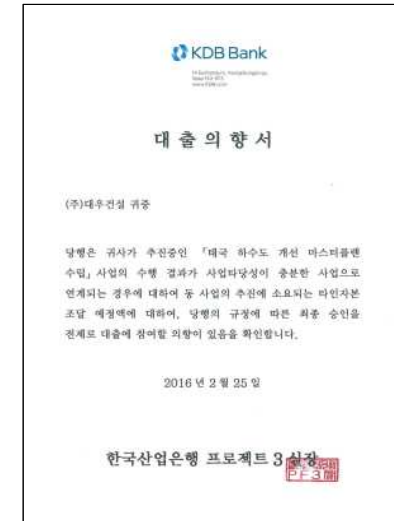 KDB Bank
대 출 의 향 서
(주)대우건설 귀중
당행은 귀사가 추진중인 「태국 하수도 개선 마스터플랜
수립」 사업의 수행 결과가 사업타당성이 충분한 사업으로
연계되는 경우에 대하여 동 사업의 추진에 소요되는 타인자본
조달 예정액에 대하여, 당행의 규정에 따른 최종 승인을
전제로 대출에 참여할 의향이 있음을 확인합니다.
2016 년 2 월 25 일
한국산업은행 프로젝트 3 실장